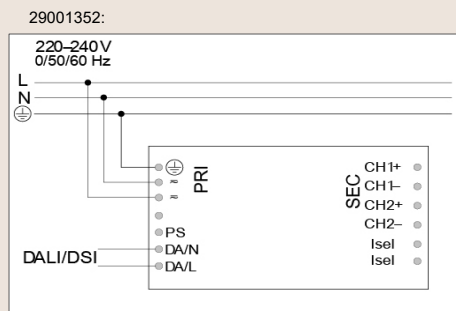 29001352:
220–240 V
0/50/60 Hz
L
N
PRI
≂
≂
PS
DA/N
DA/L
DALI/DSI
SEC
CH1+
CH1–
CH2+
CH2–
Isel
Isel